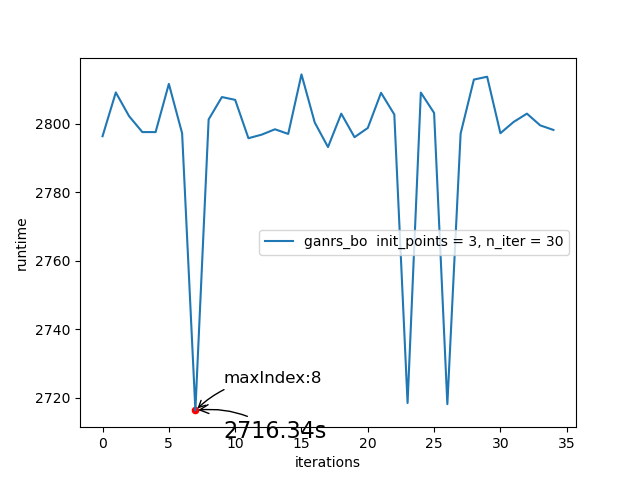 2800
2780
2760
2740
2720
runtime
ganrs_bo  init_points = 3, n_iter = 30
maxIndex:8
2716.34s
0 5 10 15 20 25 30 35
iterations